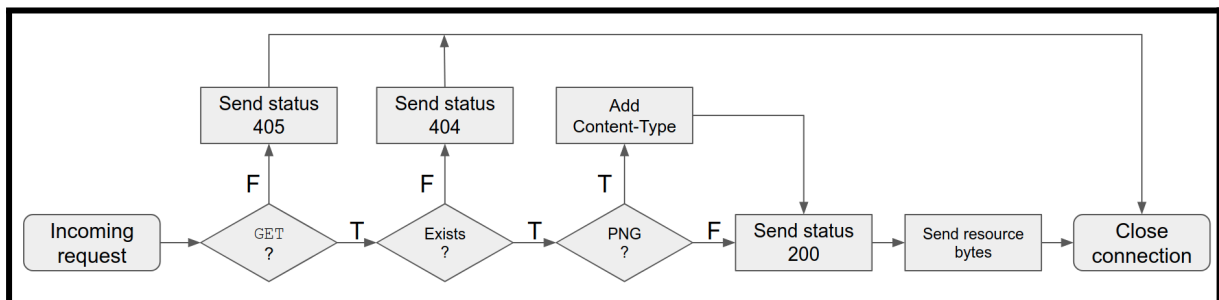 Send status
405
Send status
404
Add
Content-Type
F
F
T
Incoming
request
GET
?
T
Exists
?
T
PNG
?
F
Send status
200
Send resource
bytes
Close
connection